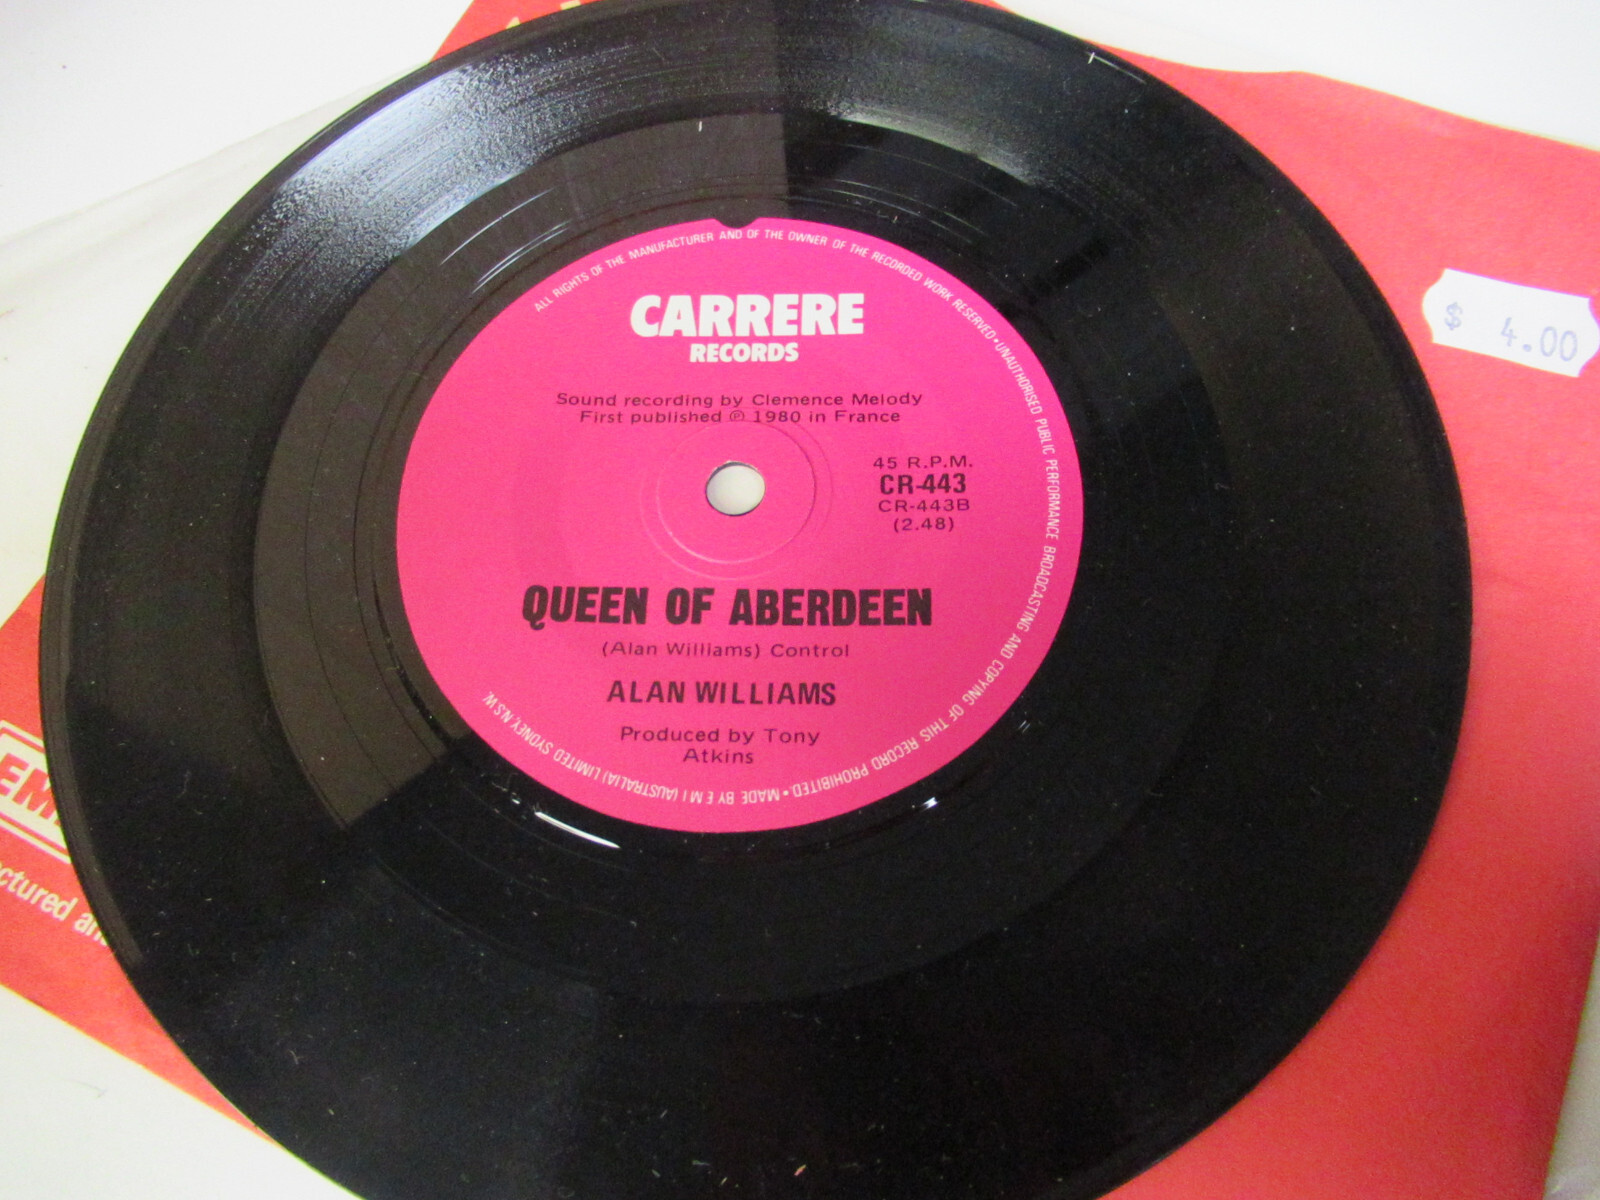 ALL RIGHTS OF THE MANUFACTURER AND OF THE OWNER OF THE RECORDED WORK RESERVED • UNAUTHORISED PUBLIC PERFORMANCE BROADCASTING AND COPYING OF THIS RECORD PROHIBITED. • MADE BY E M I (AUSTRALIA) LIMITED SYDNEY, N.S.W.
CARRERE
RECORDS
Sound recording by Clemence Melody
First published ℗ 1980 in France
45 R.P.M.
CR-443
CR-443B
(2.48)
QUEEN OF ABERDEEN
(Alan Williams) Control
ALAN WILLIAMS
Produced by Tony
Atkins
$ 4.00
EM
ctured an